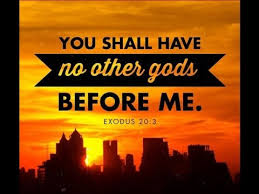 YOU SHALL HAVE
no other gods
BEFORE ME.
EXODUS 20:3